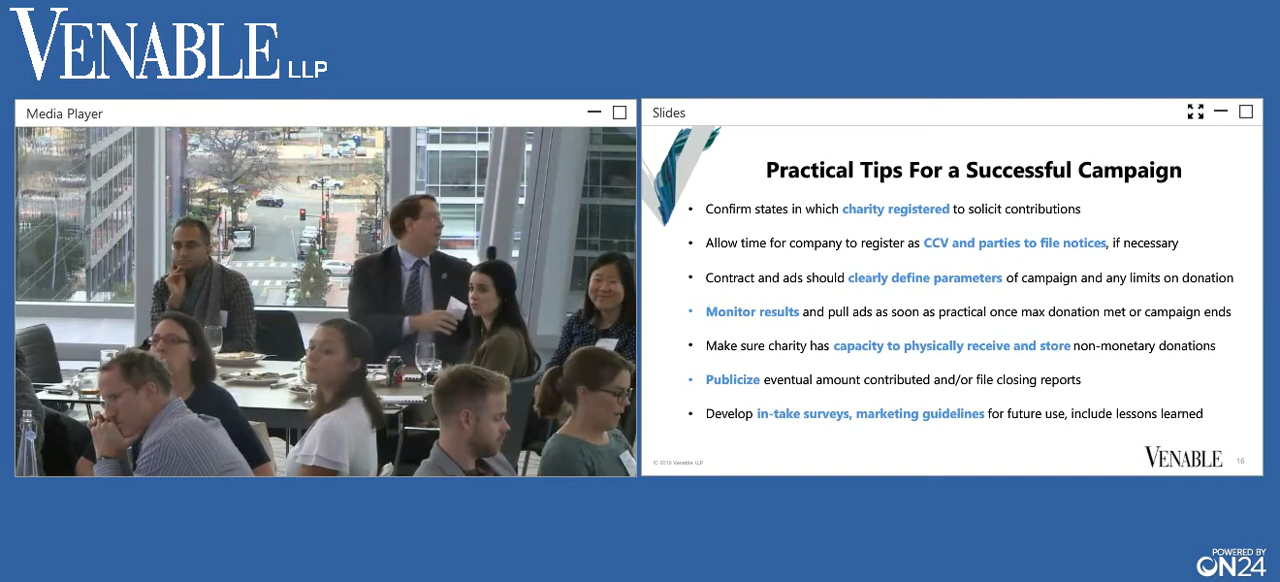 VENABLE LLP
Media Player
Slides
Practical Tips For a Successful Campaign
• Confirm states in which charity registered to solicit contributions
• Allow time for company to register as CCV and parties to file notices, if necessary
• Contract and ads should clearly define parameters of campaign and any limits on donation
• Monitor results and pull ads as soon as practical once max donation met or campaign ends
• Make sure charity has capacity to physically receive and store non-monetary donations
• Publicize eventual amount contributed and/or file closing reports
• Develop in-take surveys, marketing guidelines for future use, include lessons learned
© 2018 Venable LLP
VENABLE
16
POWERED BY
ON24